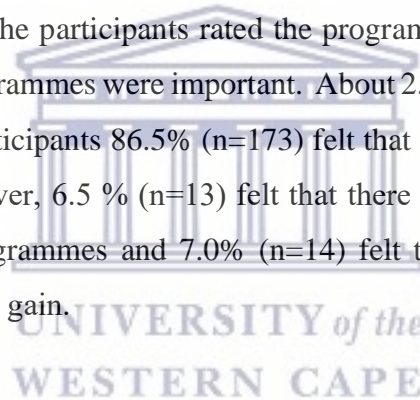 he participants rated the program
rammes were important. About 2.
ticipants 86.5% (n=173) felt that
ver, 6.5 % (n=13) felt that there
grammes and 7.0% (n=14) felt t
gain.
UNIVERSITY of the
WESTERN CAPE